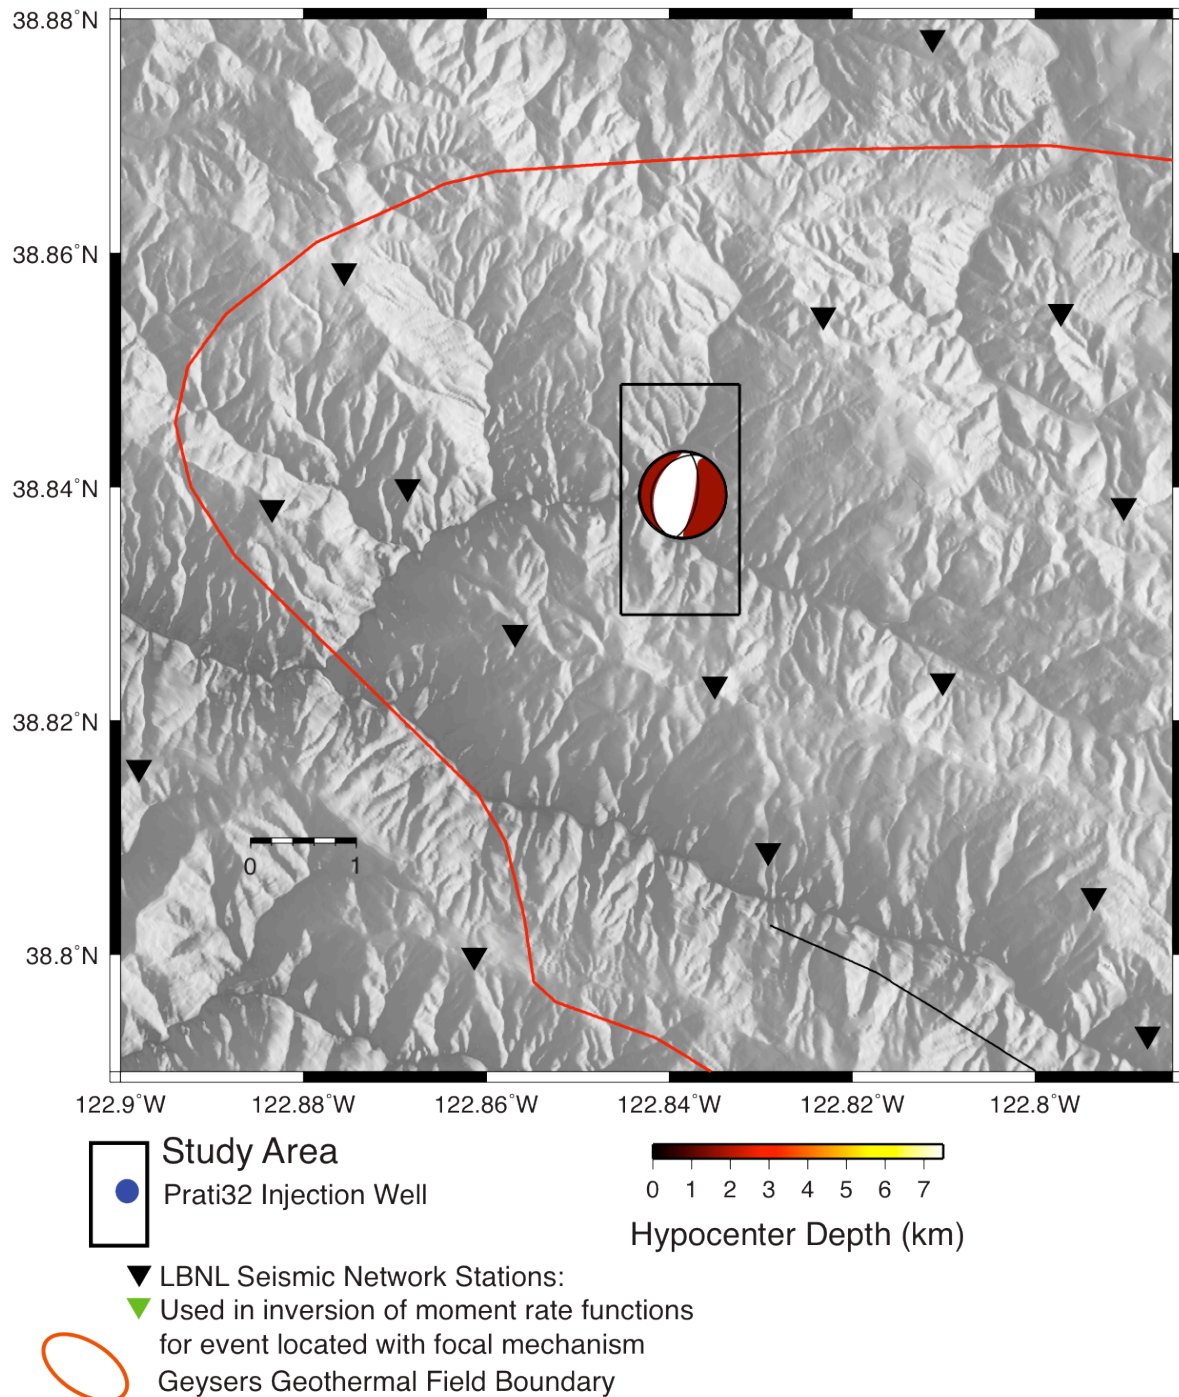 38.88°N
38.86°N
38.84°N
38.82°N
38.8°N
0 1
122.9°W 122.88°W 122.86°W 122.84°W 122.82°W 122.8°W
Study Area
Prati32 Injection Well
0 1 2 3 4 5 6 7
Hypocenter Depth (km)
LBNL Seismic Network Stations:
Used in inversion of moment rate functions
for event located with focal mechanism
Geysers Geothermal Field Boundary